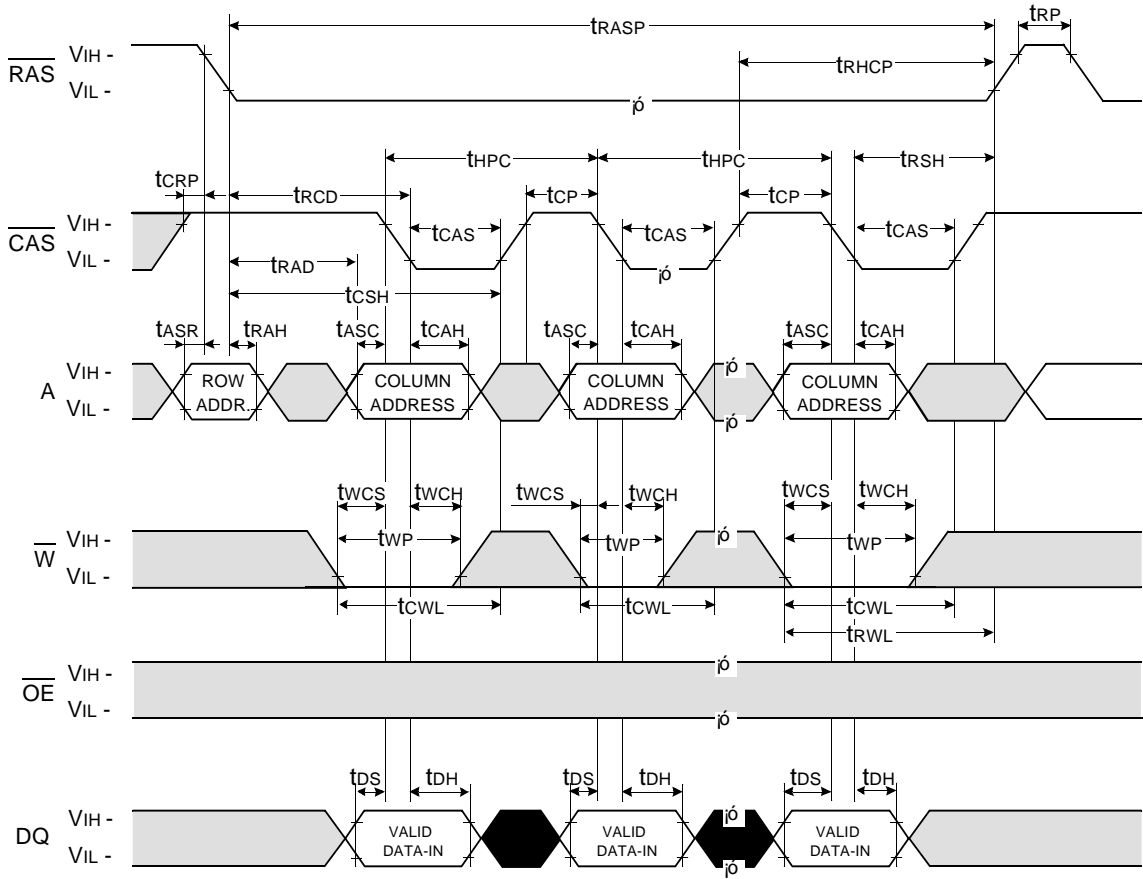 tRASP
tRP
RAS
VIH -
VIL -
tRHCP
¡ó
tHPC
tHPC
tRSH
tCRP
tRCD
tCP
tCP
CAS
VIH -
VIL -
tCAS
tCAS
tCAS
¡ó
tRAD
tCSH
tASR
tRAH
tASC
tCAH
tASC
tCAH
tASC
tCAH
A
VIH -
VIL -
ROW
ADDR.
COLUMN
ADDRESS
COLUMN
ADDRESS
¡ó
¡ó
COLUMN
ADDRESS
tWCS
tWCH
tWCS
tWCH
tWCS
tWCH
W
VIH -
VIL -
tWP
tWP
¡ó
tWP
tCWL
tCWL
tCWL
tRWL
OE
VIH -
VIL -
¡ó
¡ó
tDS
tDH
tDS
tDH
tDS
tDH
DQ
VIH -
VIL -
VALID
DATA-IN
VALID
DATA-IN
¡ó
¡ó
VALID
DATA-IN